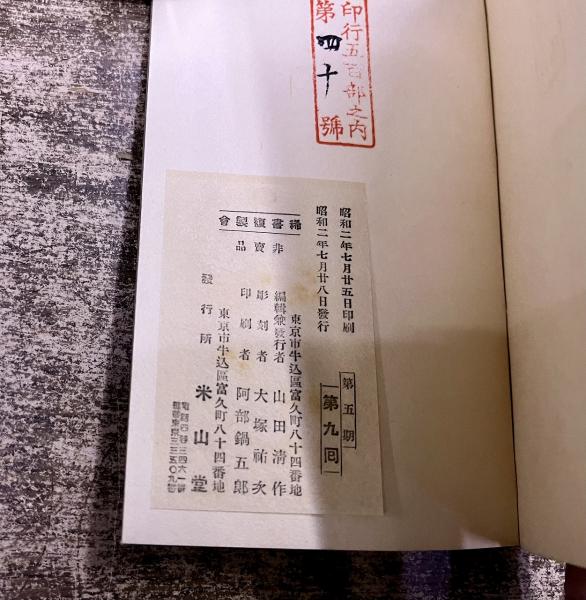 印行五百部之内
第四十號
昭和二年七月廿五日印刷
昭和二年七月廿八日發行
第五期
第九回
稀書復製會
非賣品
東京市牛込區富久町八十四番地
編輯兼發行者 山田清作
彫刻者 大塚祐次
印刷者 阿部鍋五郎
東京市牛込區富久町八十四番地
發行所 米山堂